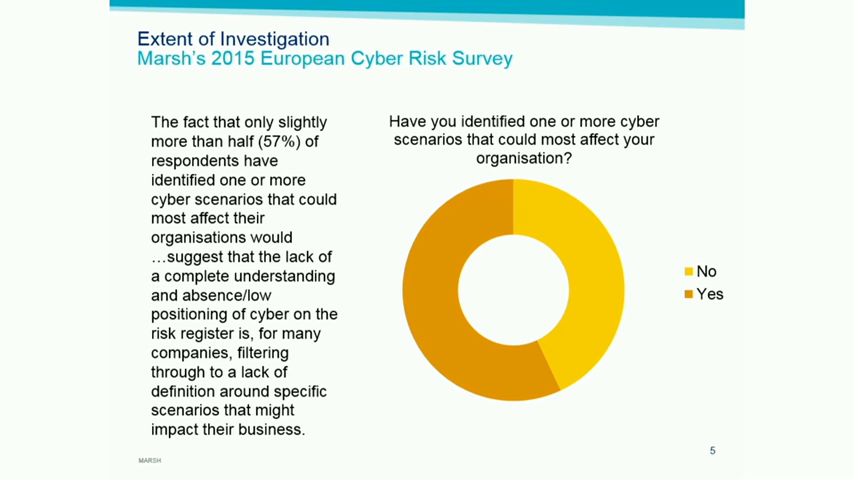 Extent of Investigation
Marsh's 2015 European Cyber Risk Survey
The fact that only slightly
more than half (57%) of
respondents have
identified one or more
cyber scenarios that could
most affect their
organisations would
…suggest that the lack of
a complete understanding
and absence/low
positioning of cyber on the
risk register is, for many
companies, filtering
through to a lack of
definition around specific
scenarios that might
impact their business.
Have you identified one or more cyber
scenarios that could most affect your
organisation?
No
Yes
MARSH
5